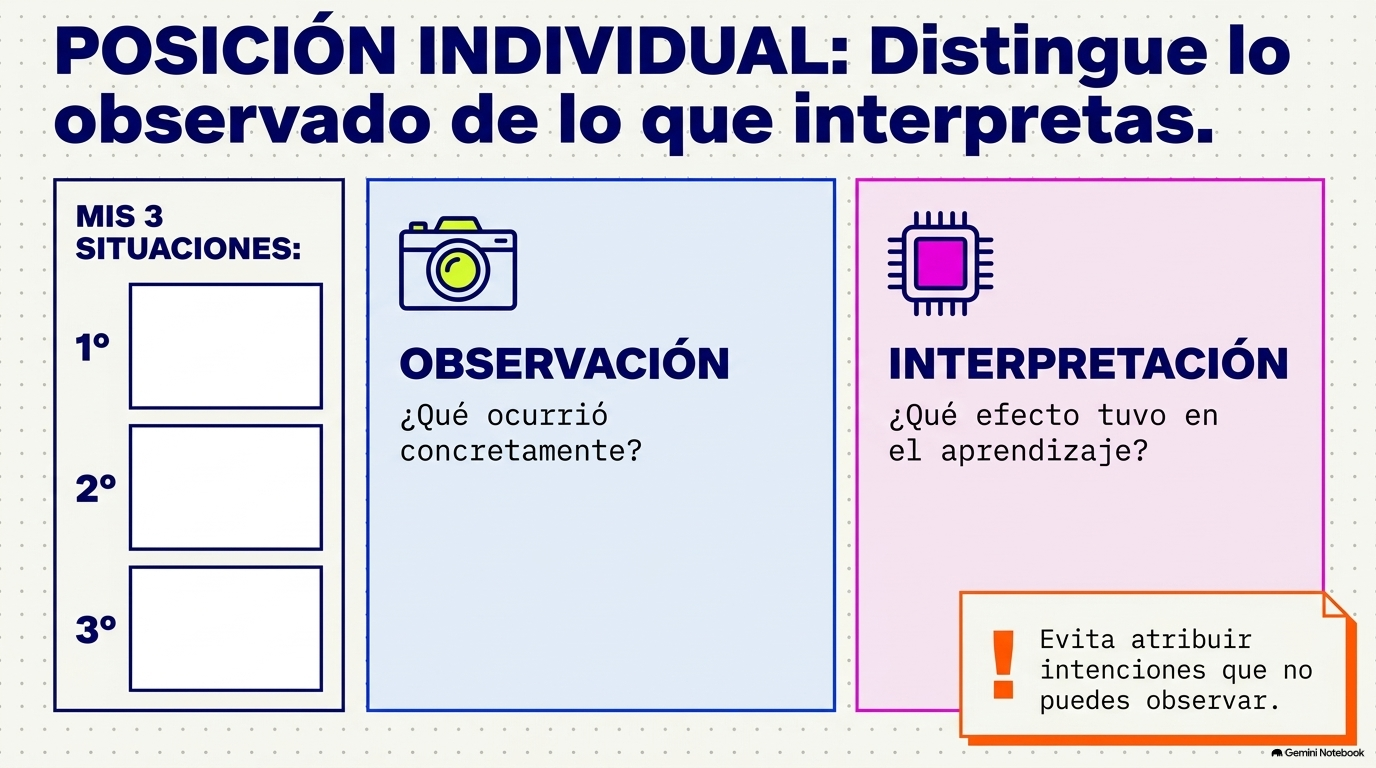 POSICIÓN INDIVIDUAL: Distingue lo
observado de lo que interpretas.
MIS 3
SITUACIONES:
1º
2º
3º
OBSERVACIÓN
¿Qué ocurrió
concretamente?
INTERPRETACIÓN
¿Qué efecto tuvo en
el aprendizaje?
!
Evita atribuir
intenciones que no
puedes observar.
Gemini Notebook